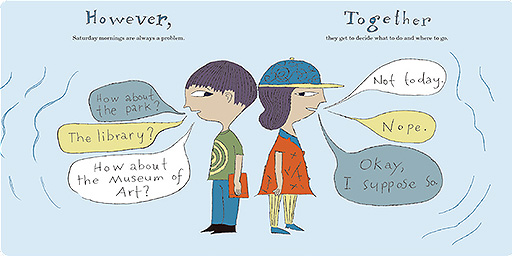 However,
Saturday mornings are always a problem.
How about
the park?
The library?
How about
the Museum of
Art?
Together
they get to decide what to do and where to go.
Not today.
Nope.
Okay,
I suppose so